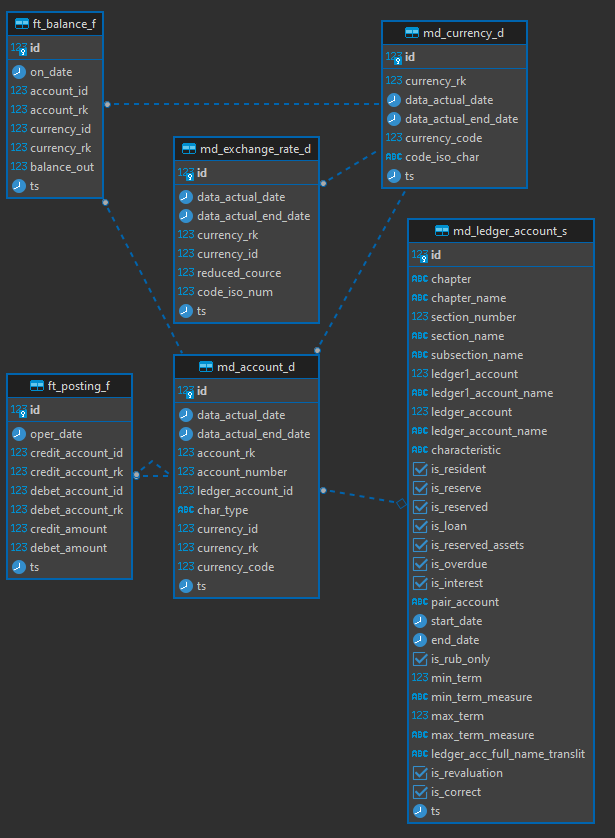 ft_balance_f
123 id
on_date
123 account_id
123 account_rk
123 currency_id
123 currency_rk
123 balance_out
ts
md_currency_d
123 id
123 currency_rk
data_actual_date
data_actual_end_date
123 currency_code
ABC code_iso_char
ts
md_exchange_rate_d
123 id
data_actual_date
data_actual_end_date
123 currency_rk
123 currency_id
123 reduced_cource
123 code_iso_num
ts
md_ledger_account_s
123 id
ABC chapter
ABC chapter_name
123 section_number
ABC section_name
ABC subsection_name
123 ledger1_account
ABC ledger1_account_name
123 ledger_account
ABC ledger_account_name
ABC characteristic
is_resident
is_reserve
is_reserved
is_loan
is_reserved_assets
is_overdue
is_interest
ABC pair_account
start_date
end_date
is_rub_only
123 min_term
ABC min_term_measure
123 max_term
ABC max_term_measure
ABC ledger_acc_full_name_translit
is_revaluation
is_correct
ts
md_account_d
123 id
data_actual_date
data_actual_end_date
123 account_rk
123 account_number
123 ledger_account_id
ABC char_type
123 currency_id
123 currency_rk
123 currency_code
ts
ft_posting_f
123 id
oper_date
123 credit_account_id
123 credit_account_rk
123 debet_account_id
123 debet_account_rk
123 credit_amount
123 debet_amount
ts